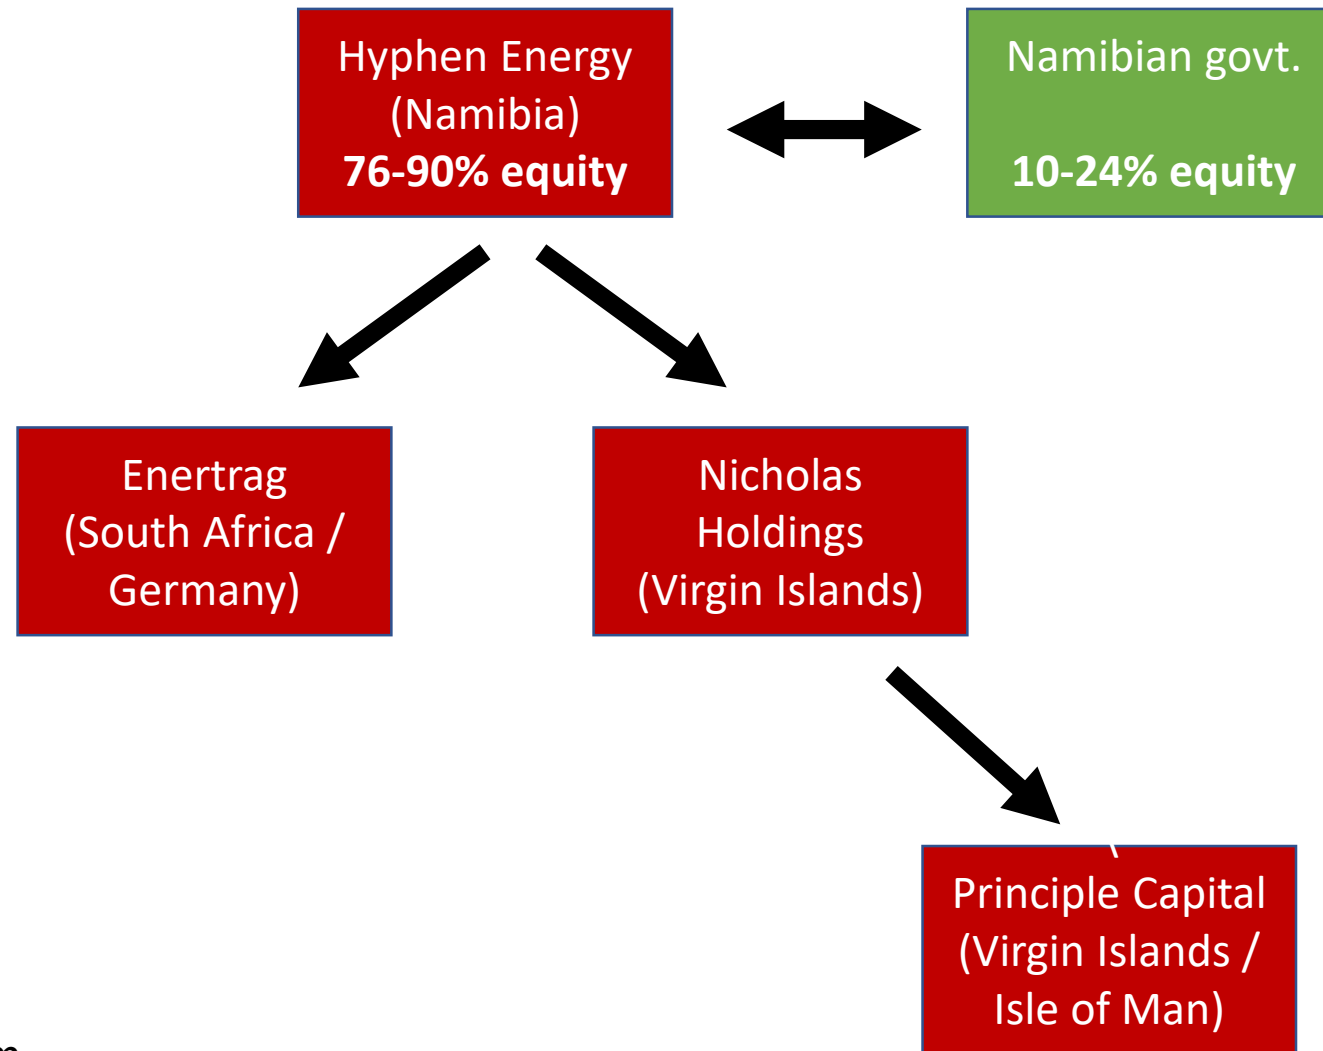 Hyphen Energy
(Namibia)
76-90% equity
Namibian govt.
10-24% equity
Enertrag
(South Africa /
Germany)
Nicholas
Holdings
(Virgin Islands)
\
Principle Capital
(Virgin Islands /
Isle of Man)